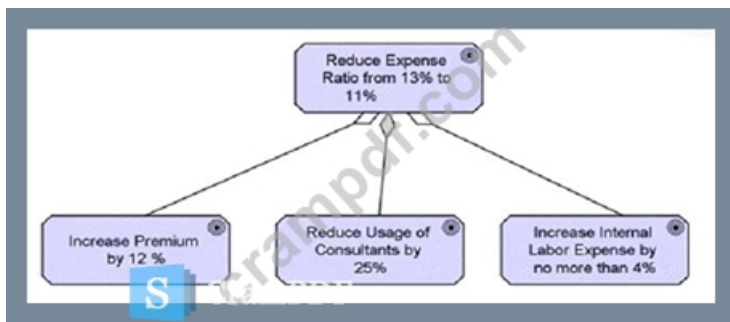 Reduce Expense
Ratio from 13% to
11%
Increase Premium
by 12 %
Reduce Usage of
Consultants by
25%
Increase Internal
Labor Expense by
no more than 4%
crampdf.com
S